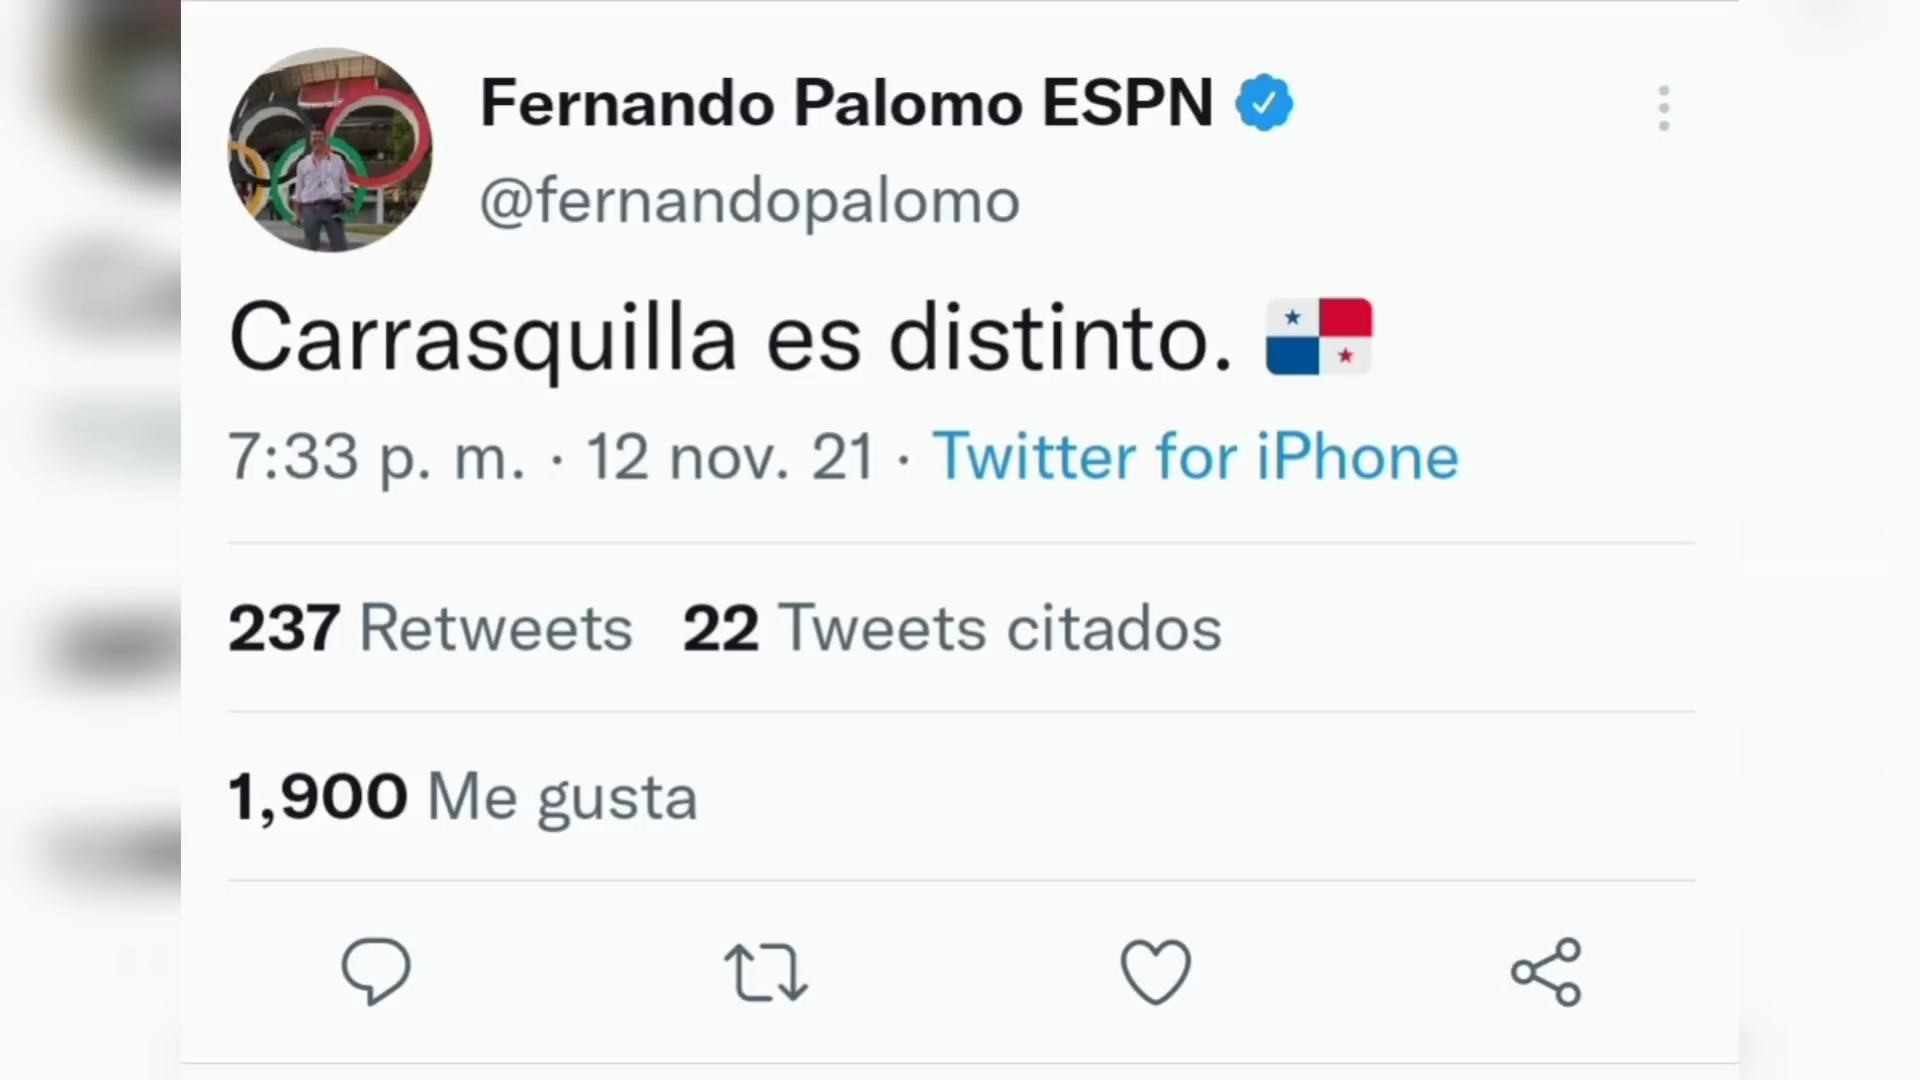 Fernando Palomo ESPN
@fernandopalomo
Carrasquilla es distinto. 🇵🇦
7:33 p. m. · 12 nov. 21 · Twitter for iPhone
237 Retweets 22 Tweets citados
1,900 Me gusta